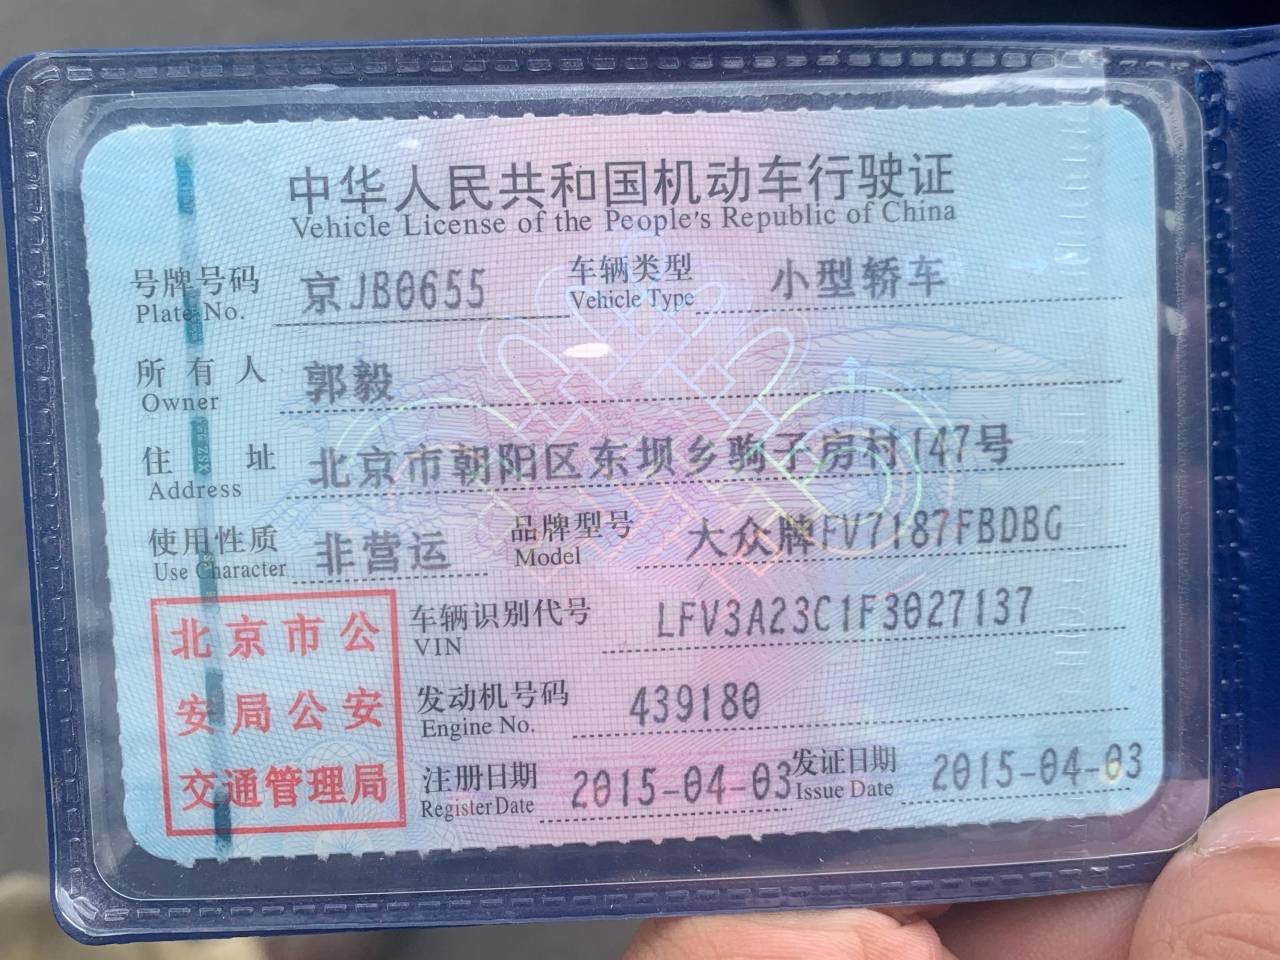 中华人民共和国机动车行驶证
Vehicle License of the People's Republic of China
号牌号码 京JB0655 车辆类型 小型轿车
Plate No. Vehicle Type
所有人 郭毅
Owner
住址 北京市朝阳区东坝乡驹子房村147号
Address
使用性质 非营运 品牌型号 大众牌FV7187FBDBG
Use Character Model
北京市公
安局公安
交通管理局
车辆识别代号 LFV3A23C1F3027137
VIN
发动机号码 439180
Engine No.
注册日期 2015-04-03 发证日期 2015-04-03
Register Date Issue Date